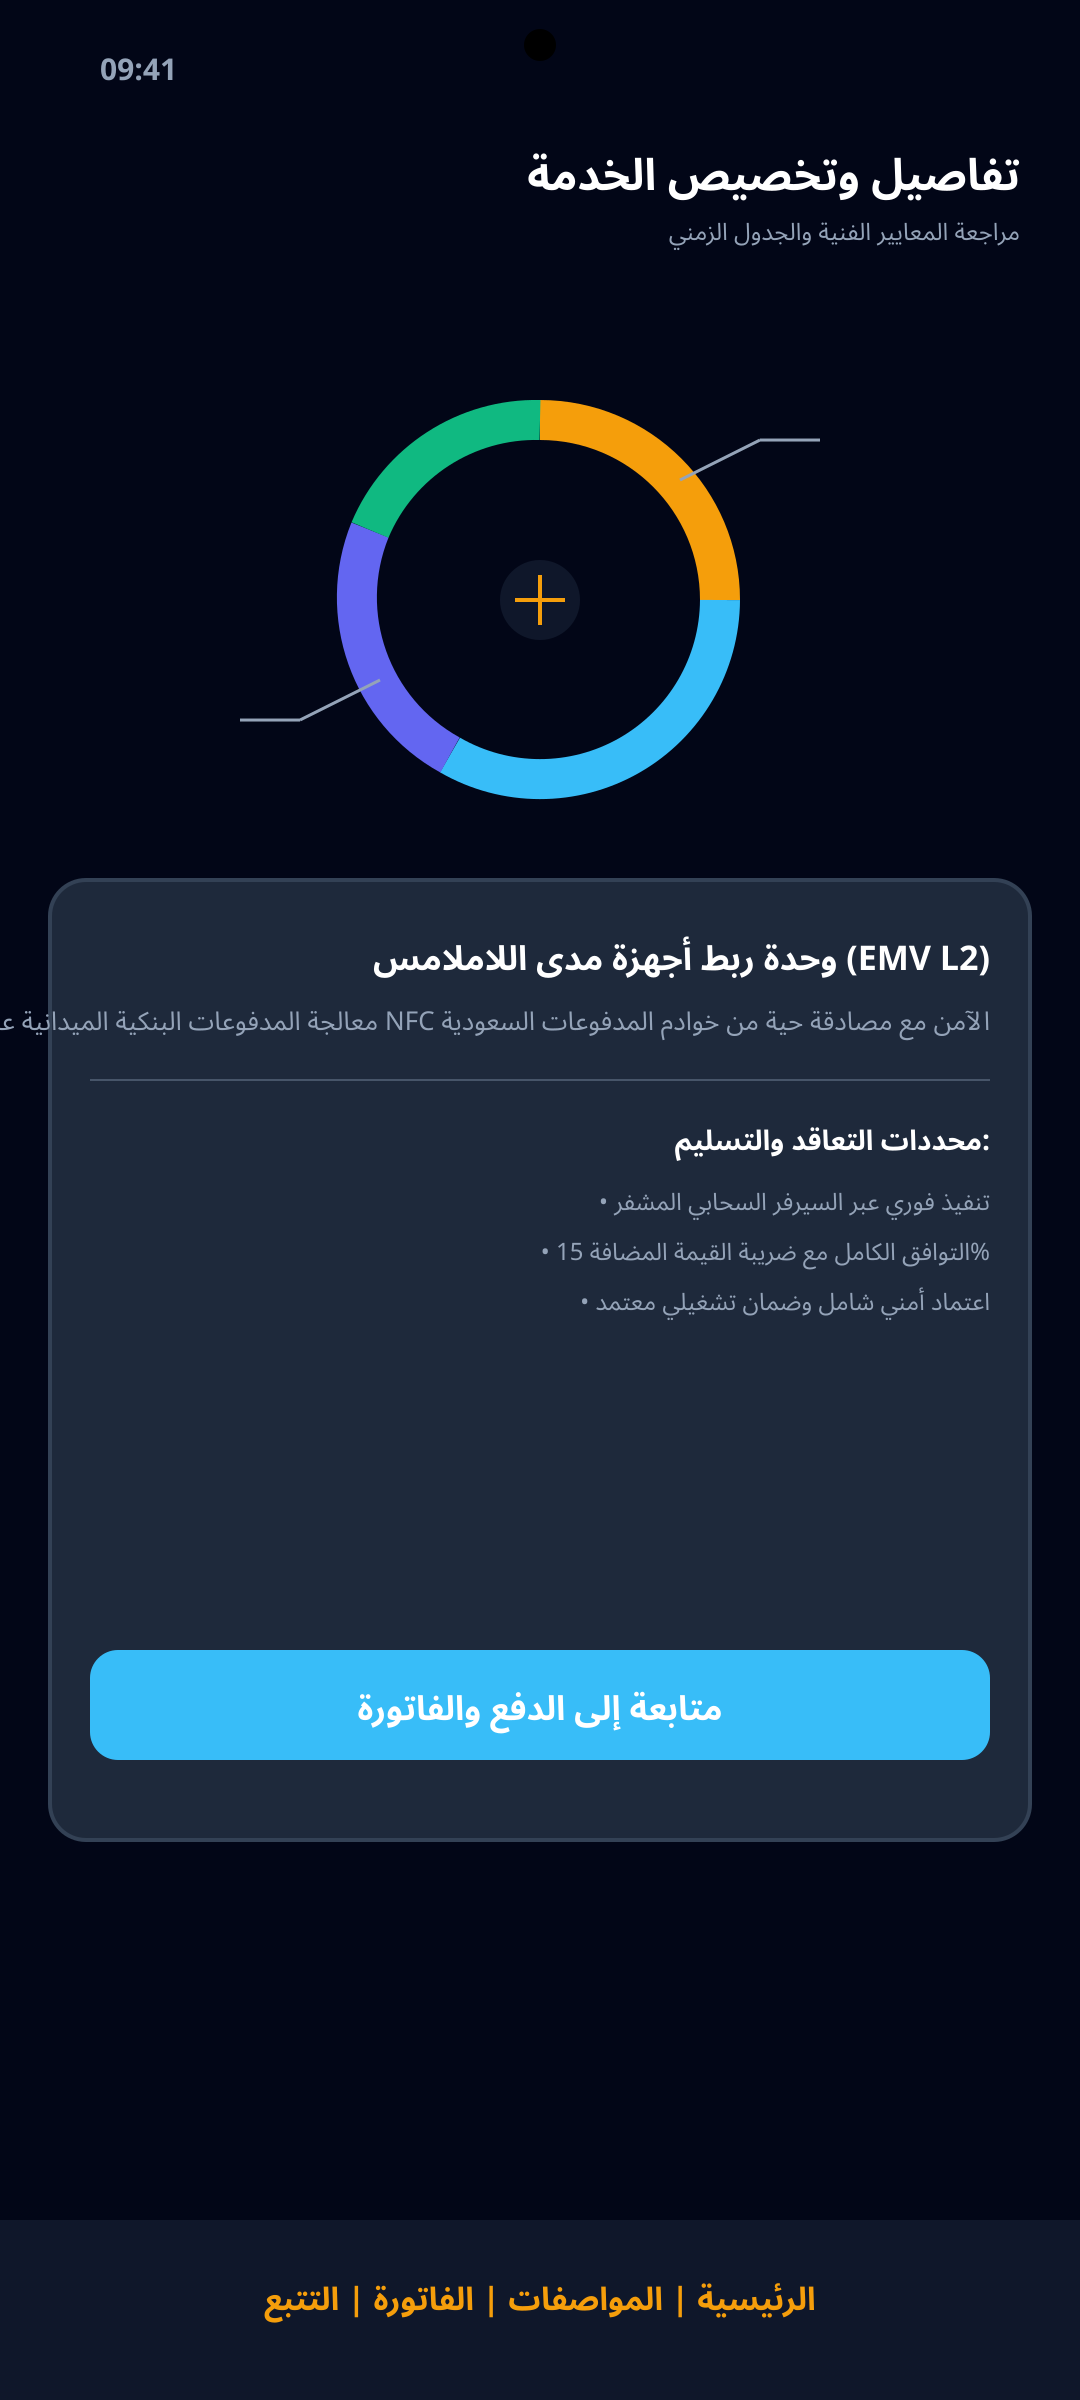 09:41
تفاصيل وتخصيص الخدمة
مراجعة المعايير الفنية والجدول الزمني
وحدة ربط أجهزة مدى اللاملامس (EMV L2)
معالجة المدفوعات البنكية الميدانية NFC الآمن مع مصادقة حية من خوادم المدفوعات السعودية
محددات التعاقد والتسليم:
• تنفيذ فوري عبر السيرفر السحابي المشفر
• التوافق الكامل مع ضريبة القيمة المضافة 15%
• اعتماد أمني شامل وضمان تشغيلي معتمد
متابعة إلى الدفع والفاتورة
الرئيسية | المواصفات | الفاتورة | التتبع